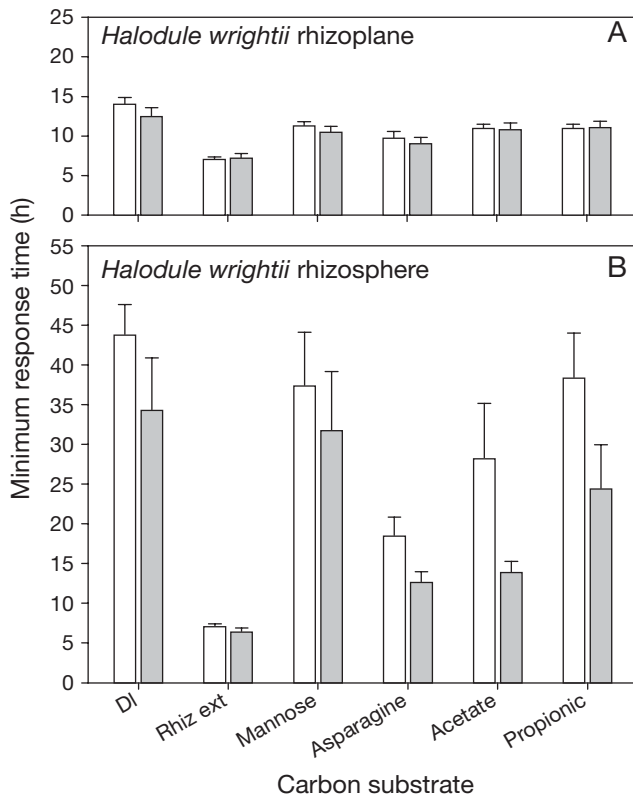 Halodule wrightii rhizoplane
A
25
20
15
10
5
0
Halodule wrightii rhizosphere
B
55
50
45
40
35
30
25
20
15
10
5
0
Minimum response time (h)
DI
Rhiz ext
Mannose
Asparagine
Acetate
Propionic
Carbon substrate